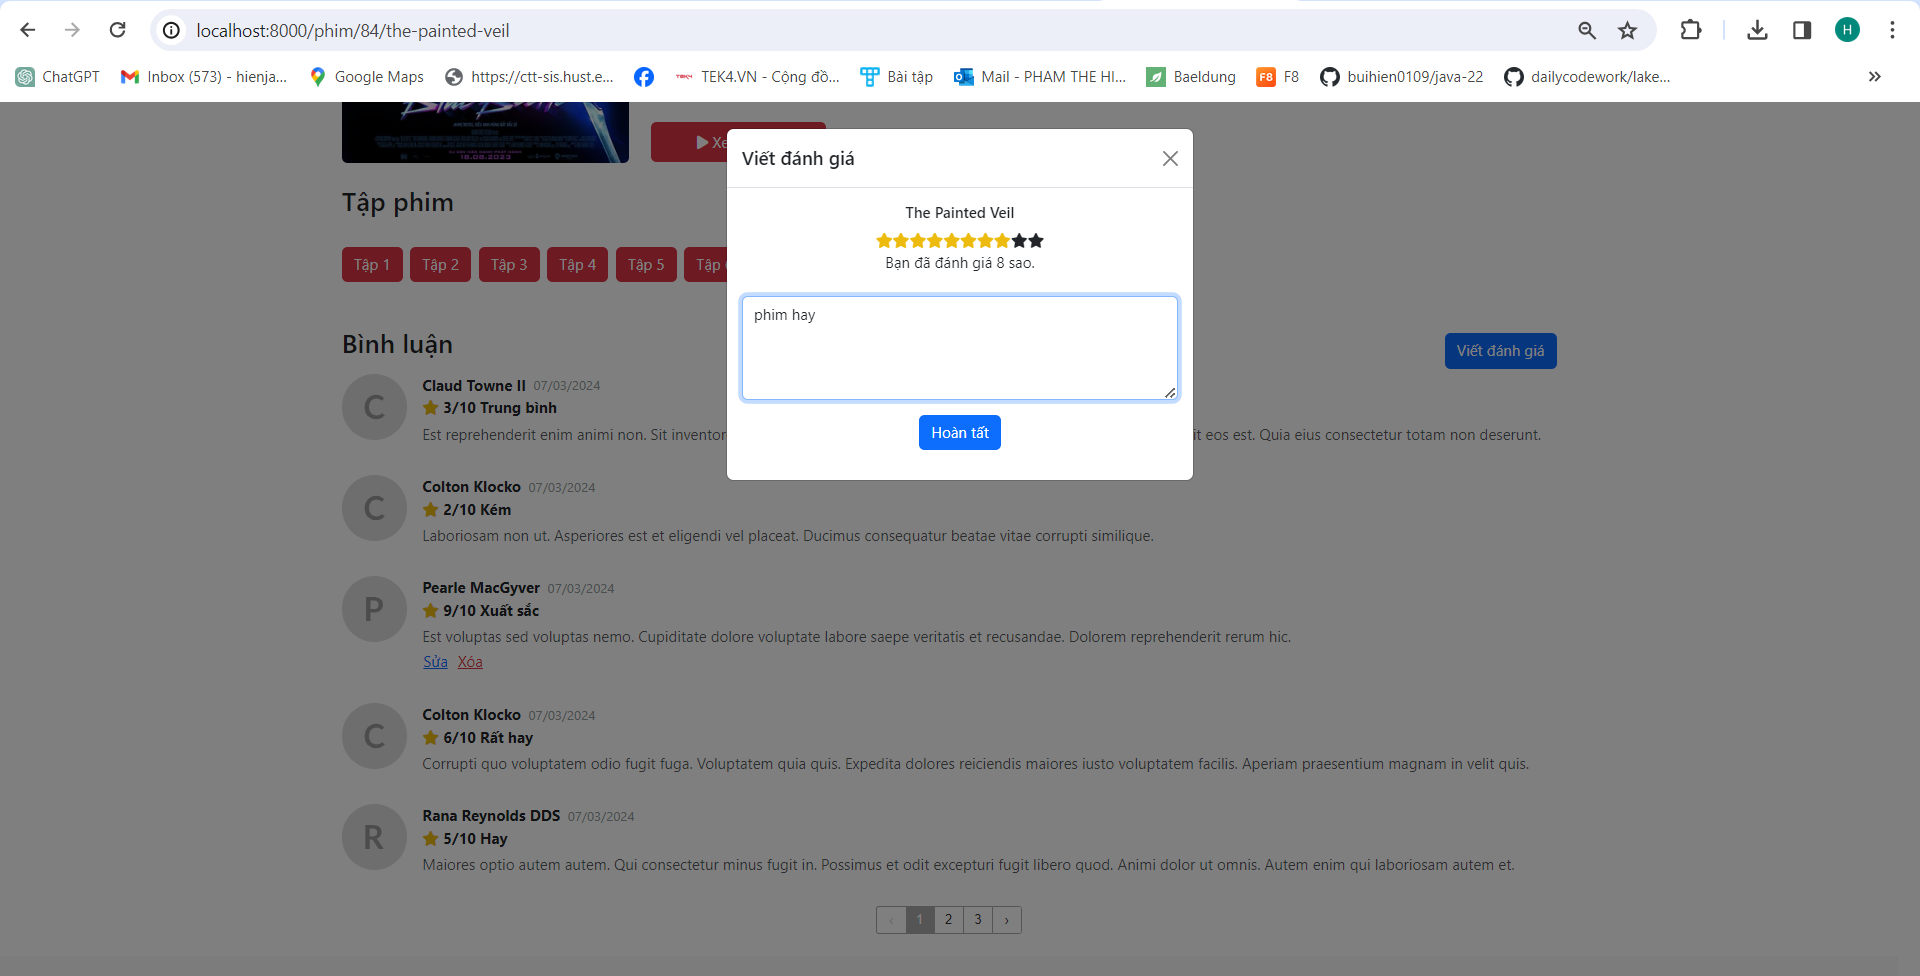 localhost:8000/phim/84/the-painted-veil
H
ChatGPT
Inbox (573) - hienja...
Google Maps
https://ctt-sis.hust.e...
TEK4.VN - Cộng đồ...
Bài tập
Mail - PHAM THE HI...
Baeldung
F8 F8
buihien0109/java-22
dailycodework/lake...
18.08.2023
Xe
Viết đánh giá
The Painted Veil
Bạn đã đánh giá 8 sao.
phim hay
Hoàn tất
Tập phim
Tập 1
Tập 2
Tập 3
Tập 4
Tập 5
Tập
Bình luận
Viết đánh giá
C
Claud Towne II 07/03/2024
3/10 Trung bình
Est reprehenderit enim animi non. Sit inventor
it eos est. Quia eius consectetur totam non deserunt.
C
Colton Klocko 07/03/2024
2/10 Kém
Laboriosam non ut. Asperiores est et eligendi vel placeat. Ducimus consequatur beatae vitae corrupti similique.
P
Pearle MacGyver 07/03/2024
9/10 Xuất sắc
Est voluptas sed voluptas nemo. Cupiditate dolore voluptate labore saepe veritatis et recusandae. Dolorem reprehenderit rerum hic.
Sửa Xóa
C
Colton Klocko 07/03/2024
6/10 Rất hay
Corrupti quo voluptatem odio fugit fuga. Voluptatem quia quis. Expedita dolores reiciendis maiores iusto voluptatem facilis. Aperiam praesentium magnam in velit quis.
R
Rana Reynolds DDS 07/03/2024
5/10 Hay
Maiores optio autem autem. Qui consectetur minus fugit in. Possimus et odit excepturi fugit libero quod. Animi dolor ut omnis. Autem enim qui laboriosam autem et.
‹ 1 2 3 ›